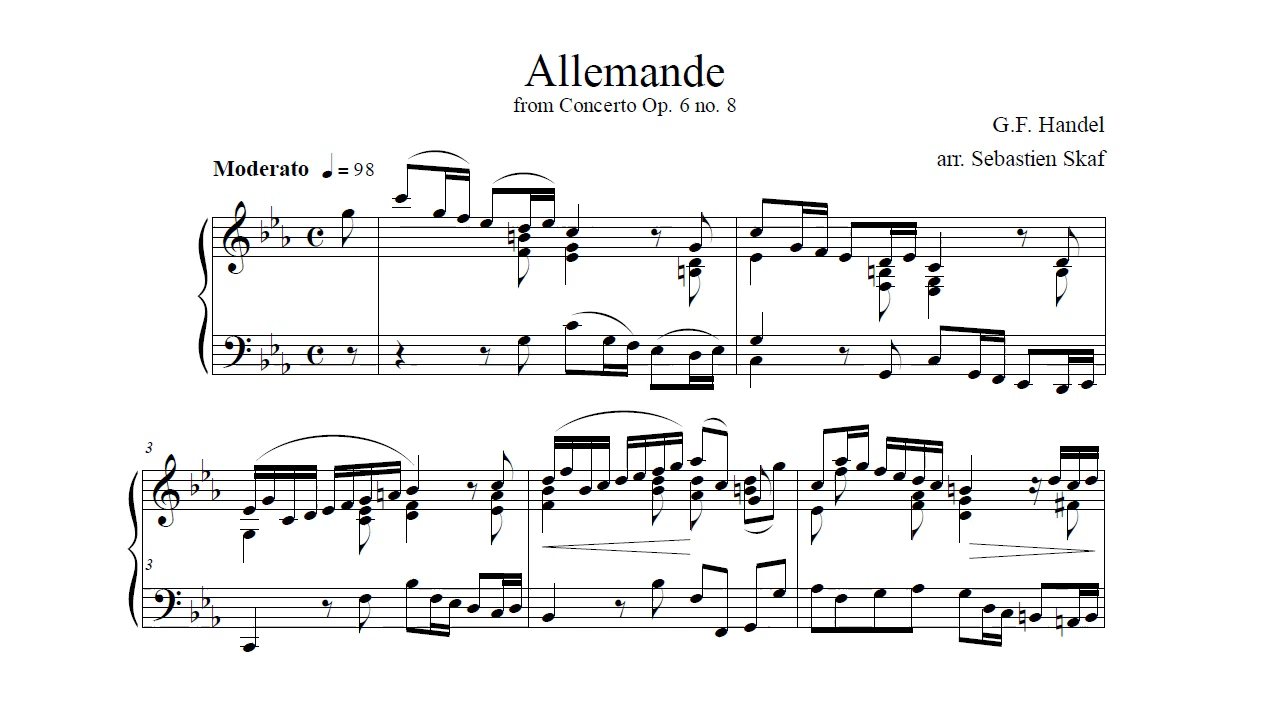 Allemande
from Concerto Op. 6 no. 8
G.F. Handel
arr. Sebastien Skaf
Moderato ♩ = 98
3
3